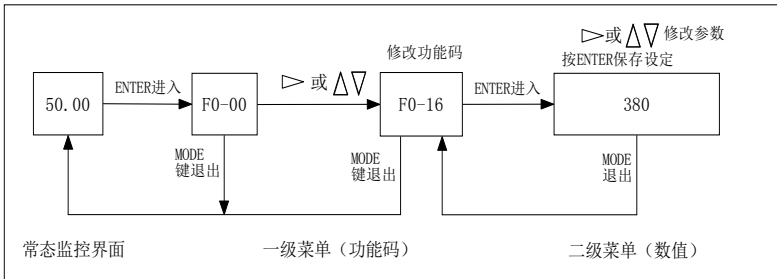 ▷或△▽ 修改参数
修改功能码
按ENTER保存设定
50.00
ENTER进入
F0-00
▷ 或 △▽
F0-16
ENTER进入
380
MODE
键退出
MODE
键退出
MODE
退出
常态监控界面
一级菜单（功能码）
二级菜单（数值）